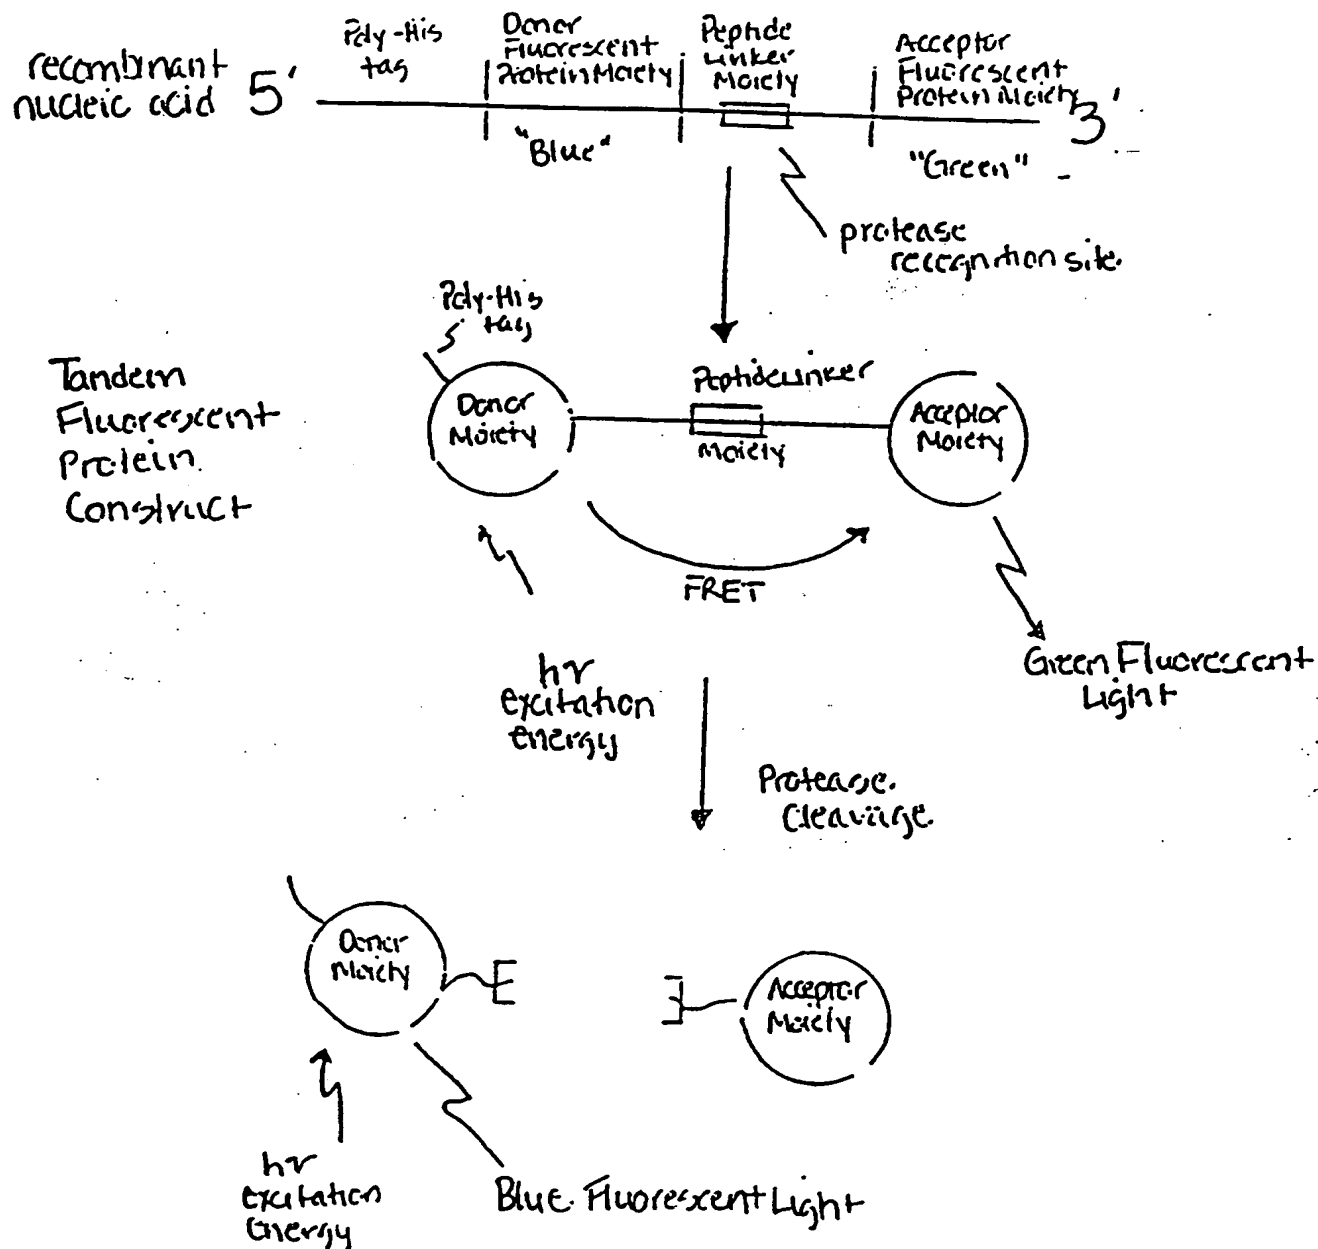 recombinant
nucleic acid
5'
Poly-His
tag
Donor
Fluorescent
Protein Moiety
Peptide
Linker
Moiety
Acceptor
Fluorescent
Protein Moiety
3'
"Blue"
"Green"
protease
recognition site.
Poly-His
tag
Tandem
Fluorescent
Protein
Construct
Donor
Moiety
Peptide Linker
Moiety
Acceptor
Moiety
FRET
hν
excitation
energy
Green Fluorescent
Light
Protease
Cleavage
Donor
Moiety
Acceptor
Moiety
hν
excitation
Energy
Blue Fluorescent Light